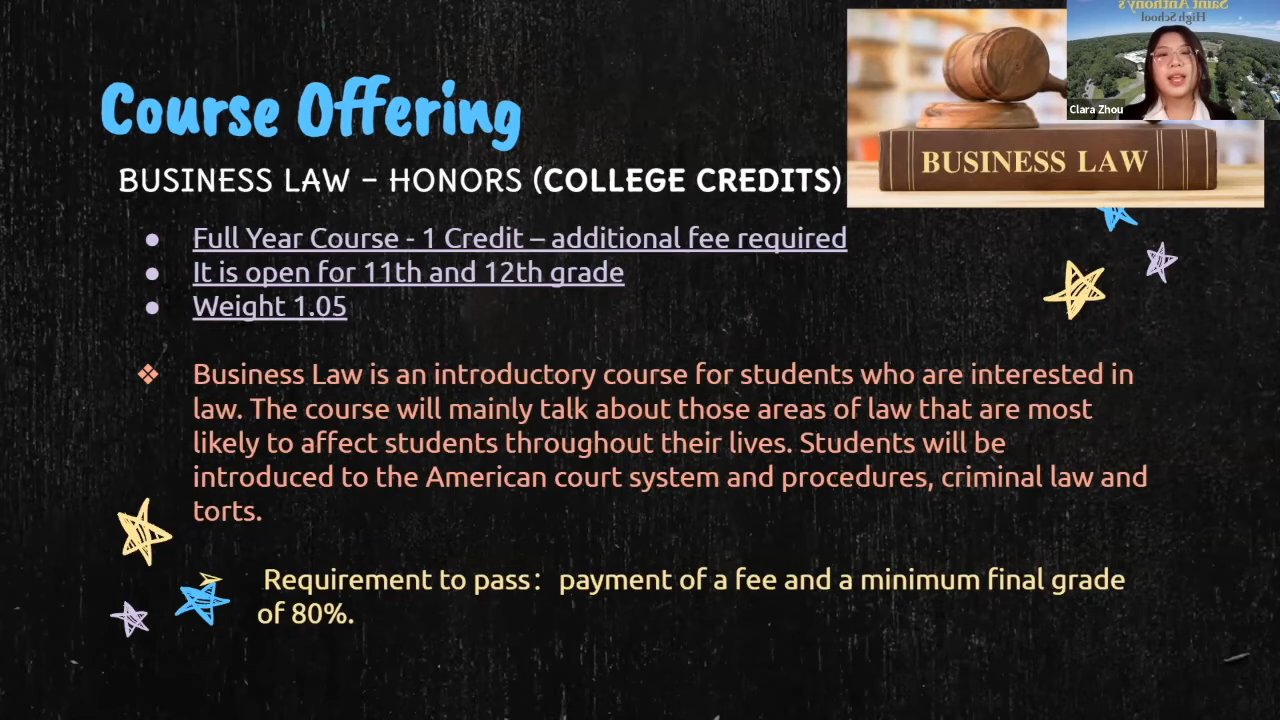 Saint Anthony's
High School
Clara Zhou
BUSINESS LAW
Course Offering
BUSINESS LAW – HONORS (COLLEGE CREDITS)
● Full Year Course - 1 Credit – additional fee required
● It is open for 11th and 12th grade
● Weight 1.05
❖ Business Law is an introductory course for students who are interested in
law. The course will mainly talk about those areas of law that are most
likely to affect students throughout their lives. Students will be
introduced to the American court system and procedures, criminal law and
torts.
➢ Requirement to pass： payment of a fee and a minimum final grade
of 80%.